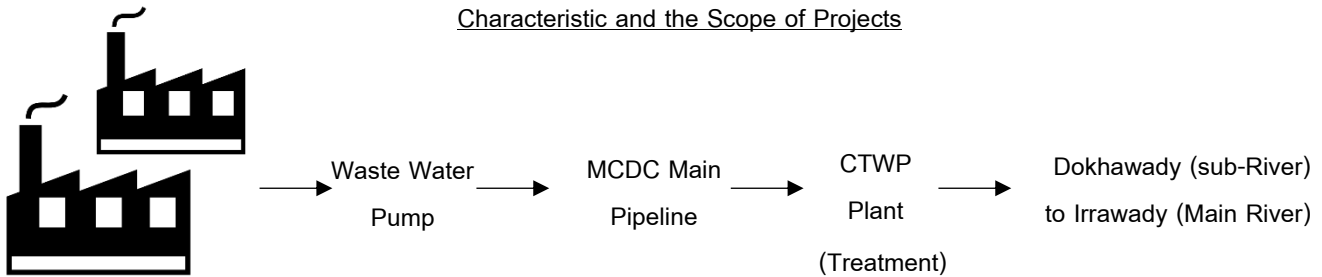 Characteristic and the Scope of Projects
Waste Water
Pump
MCDC Main
Pipeline
CTWP
Plant
(Treatment)
Dokhawady (sub-River)
to Irrawady (Main River)